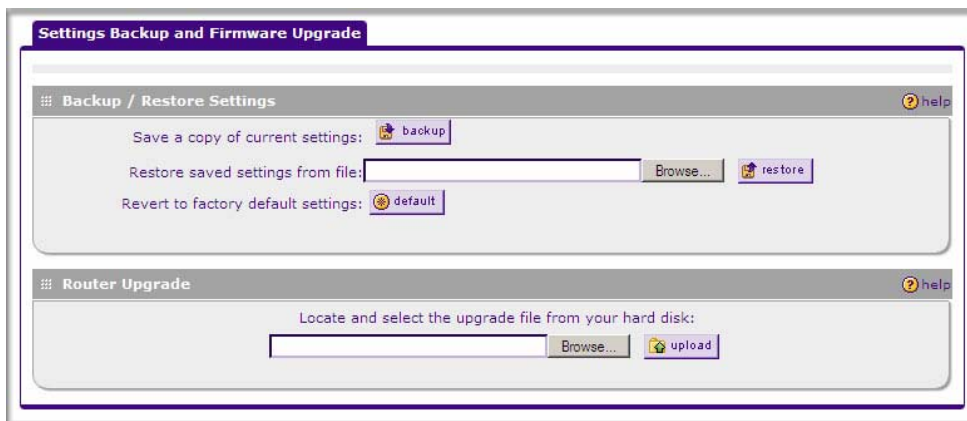 Settings Backup and Firmware Upgrade
Backup / Restore Settings
help
Save a copy of current settings: backup
Restore saved settings from file: Browse... restore
Revert to factory default settings: default
Router Upgrade
help
Locate and select the upgrade file from your hard disk:
Browse... upload